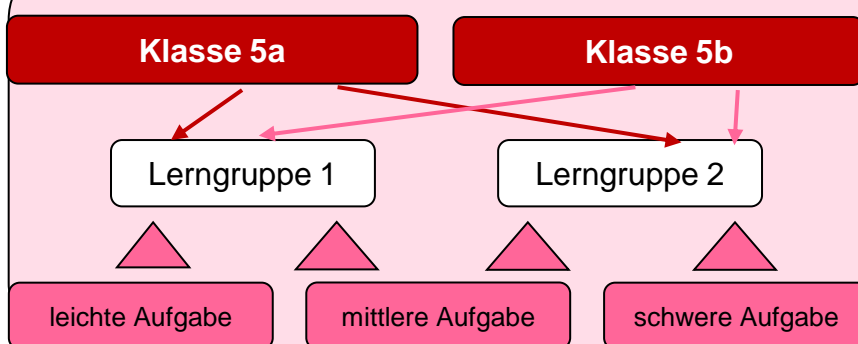 Klasse 5a
Klasse 5b
Lerngruppe 1
Lerngruppe 2
leichte Aufgabe
mittlere Aufgabe
schwere Aufgabe